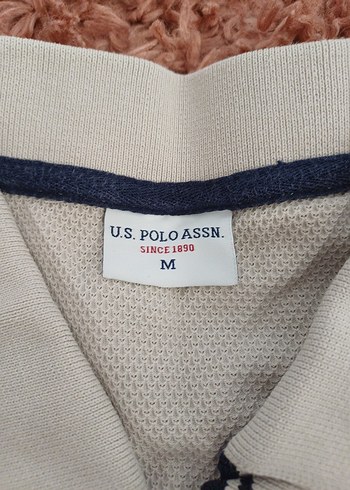 U.S. POLO ASSN.
SINCE 1890
M